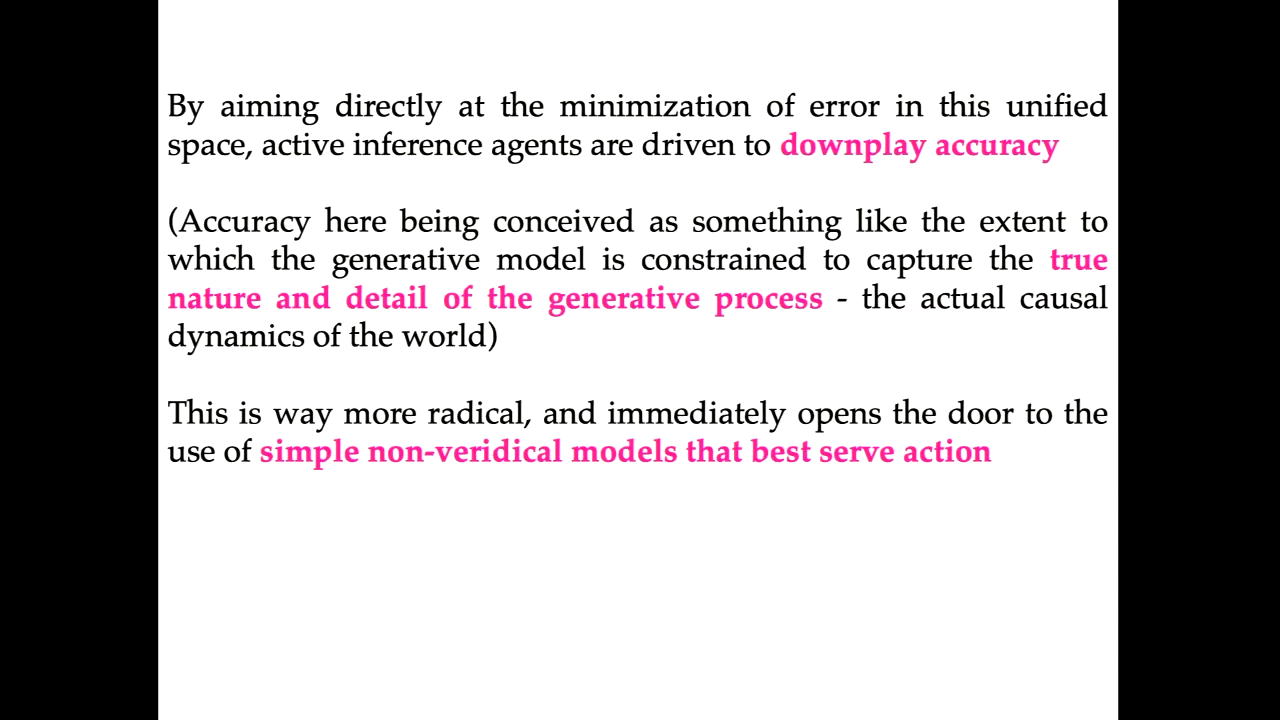 By aiming directly at the minimization of error in this unified
space, active inference agents are driven to downplay accuracy
(Accuracy here being conceived as something like the extent to
which the generative model is constrained to capture the true
nature and detail of the generative process - the actual causal
dynamics of the world)
This is way more radical, and immediately opens the door to the
use of simple non-veridical models that best serve action